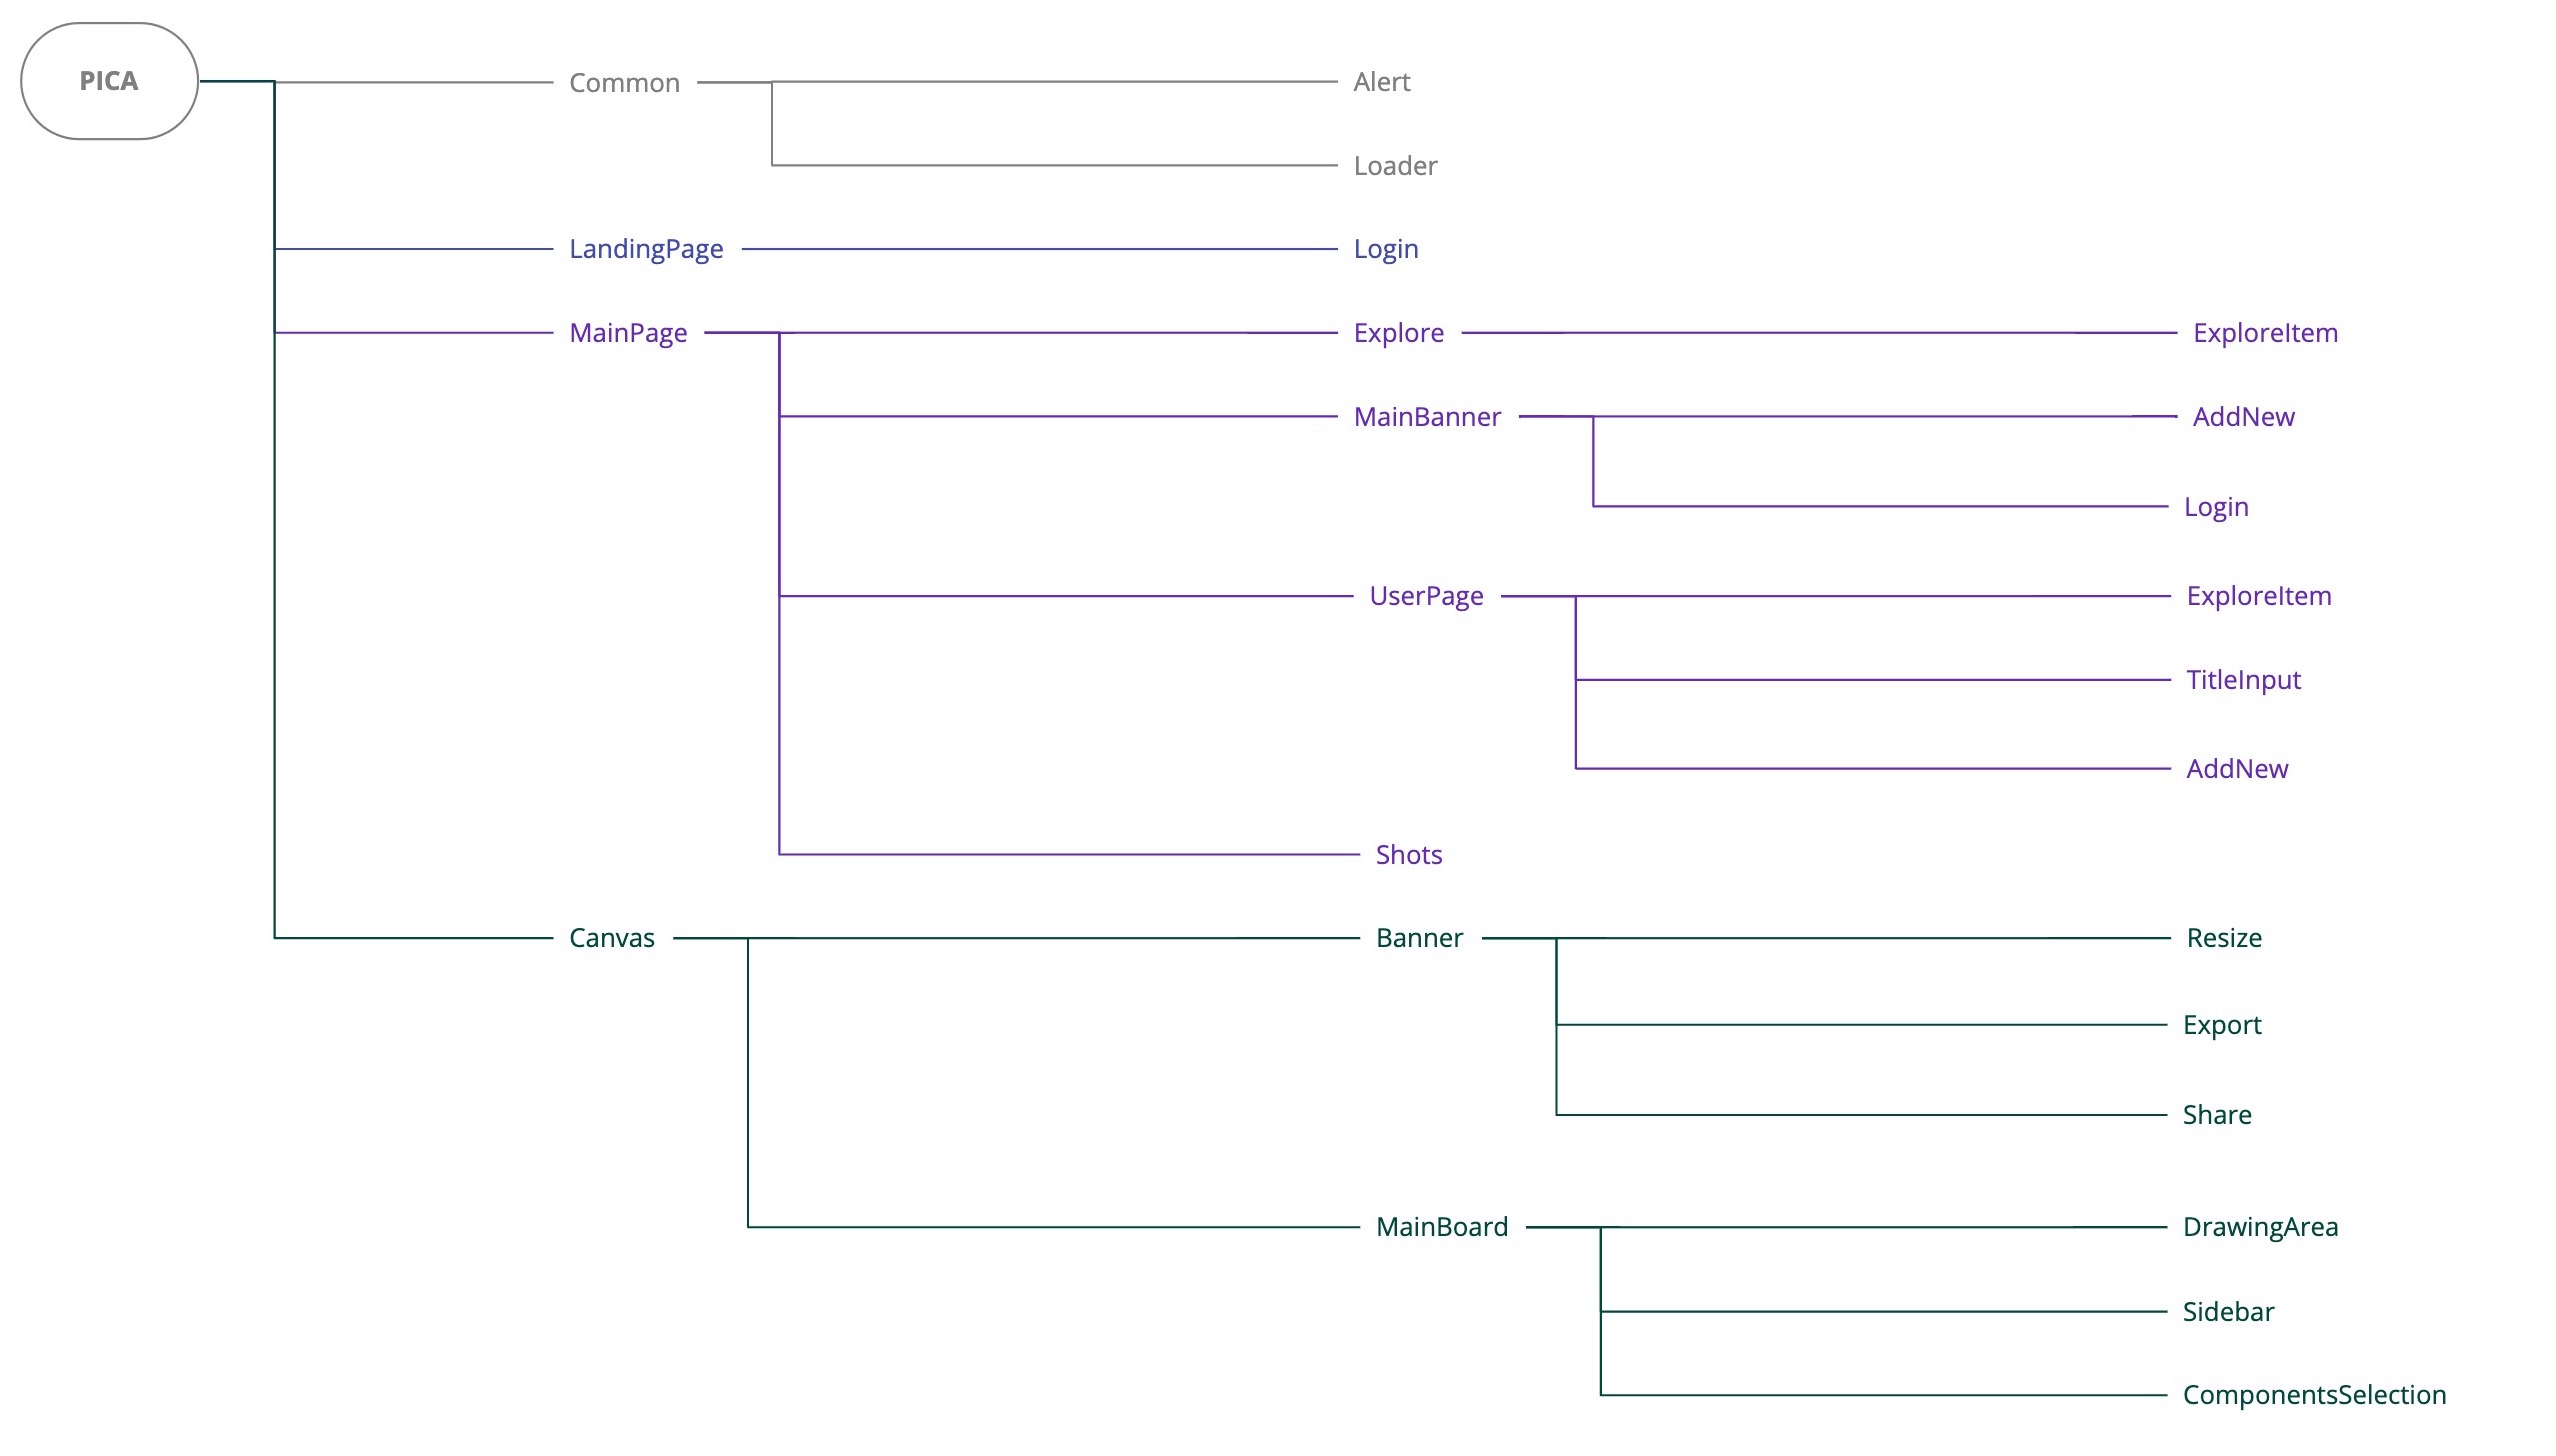 PICA
Common
Alert
Loader
LandingPage
Login
MainPage
Explore
ExploreItem
MainBanner
AddNew
Login
UserPage
ExploreItem
TitleInput
AddNew
Shots
Canvas
Banner
Resize
Export
Share
MainBoard
DrawingArea
Sidebar
ComponentsSelection